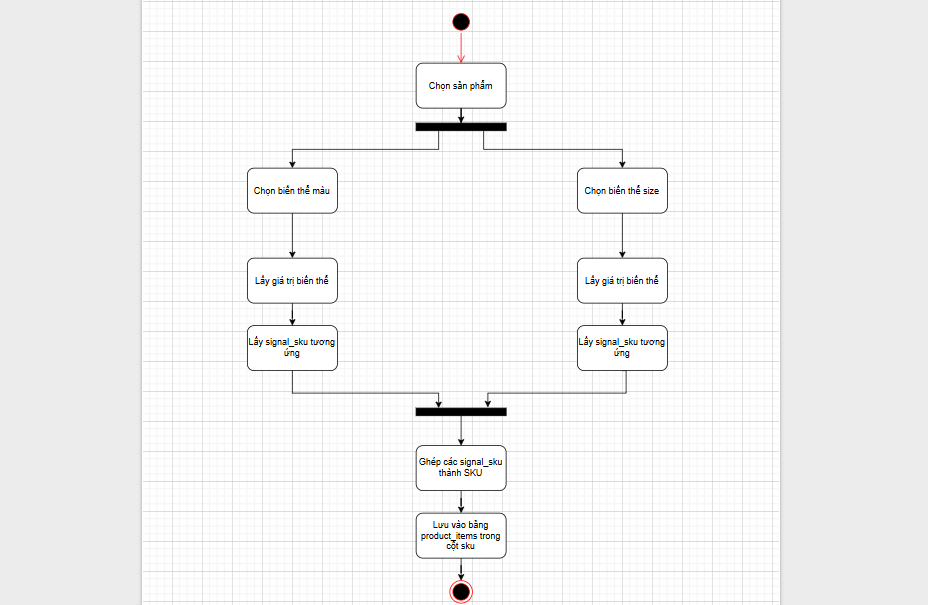 Chọn sản phẩm
Chọn biến thể màu
Chọn biến thể size
Lấy giá trị biến thể
Lấy giá trị biến thể
Lấy signal_sku tương
ứng
Lấy signal_sku tương
ứng
Ghép các signal_sku
thành SKU
Lưu vào bảng
product_items trong
cột sku